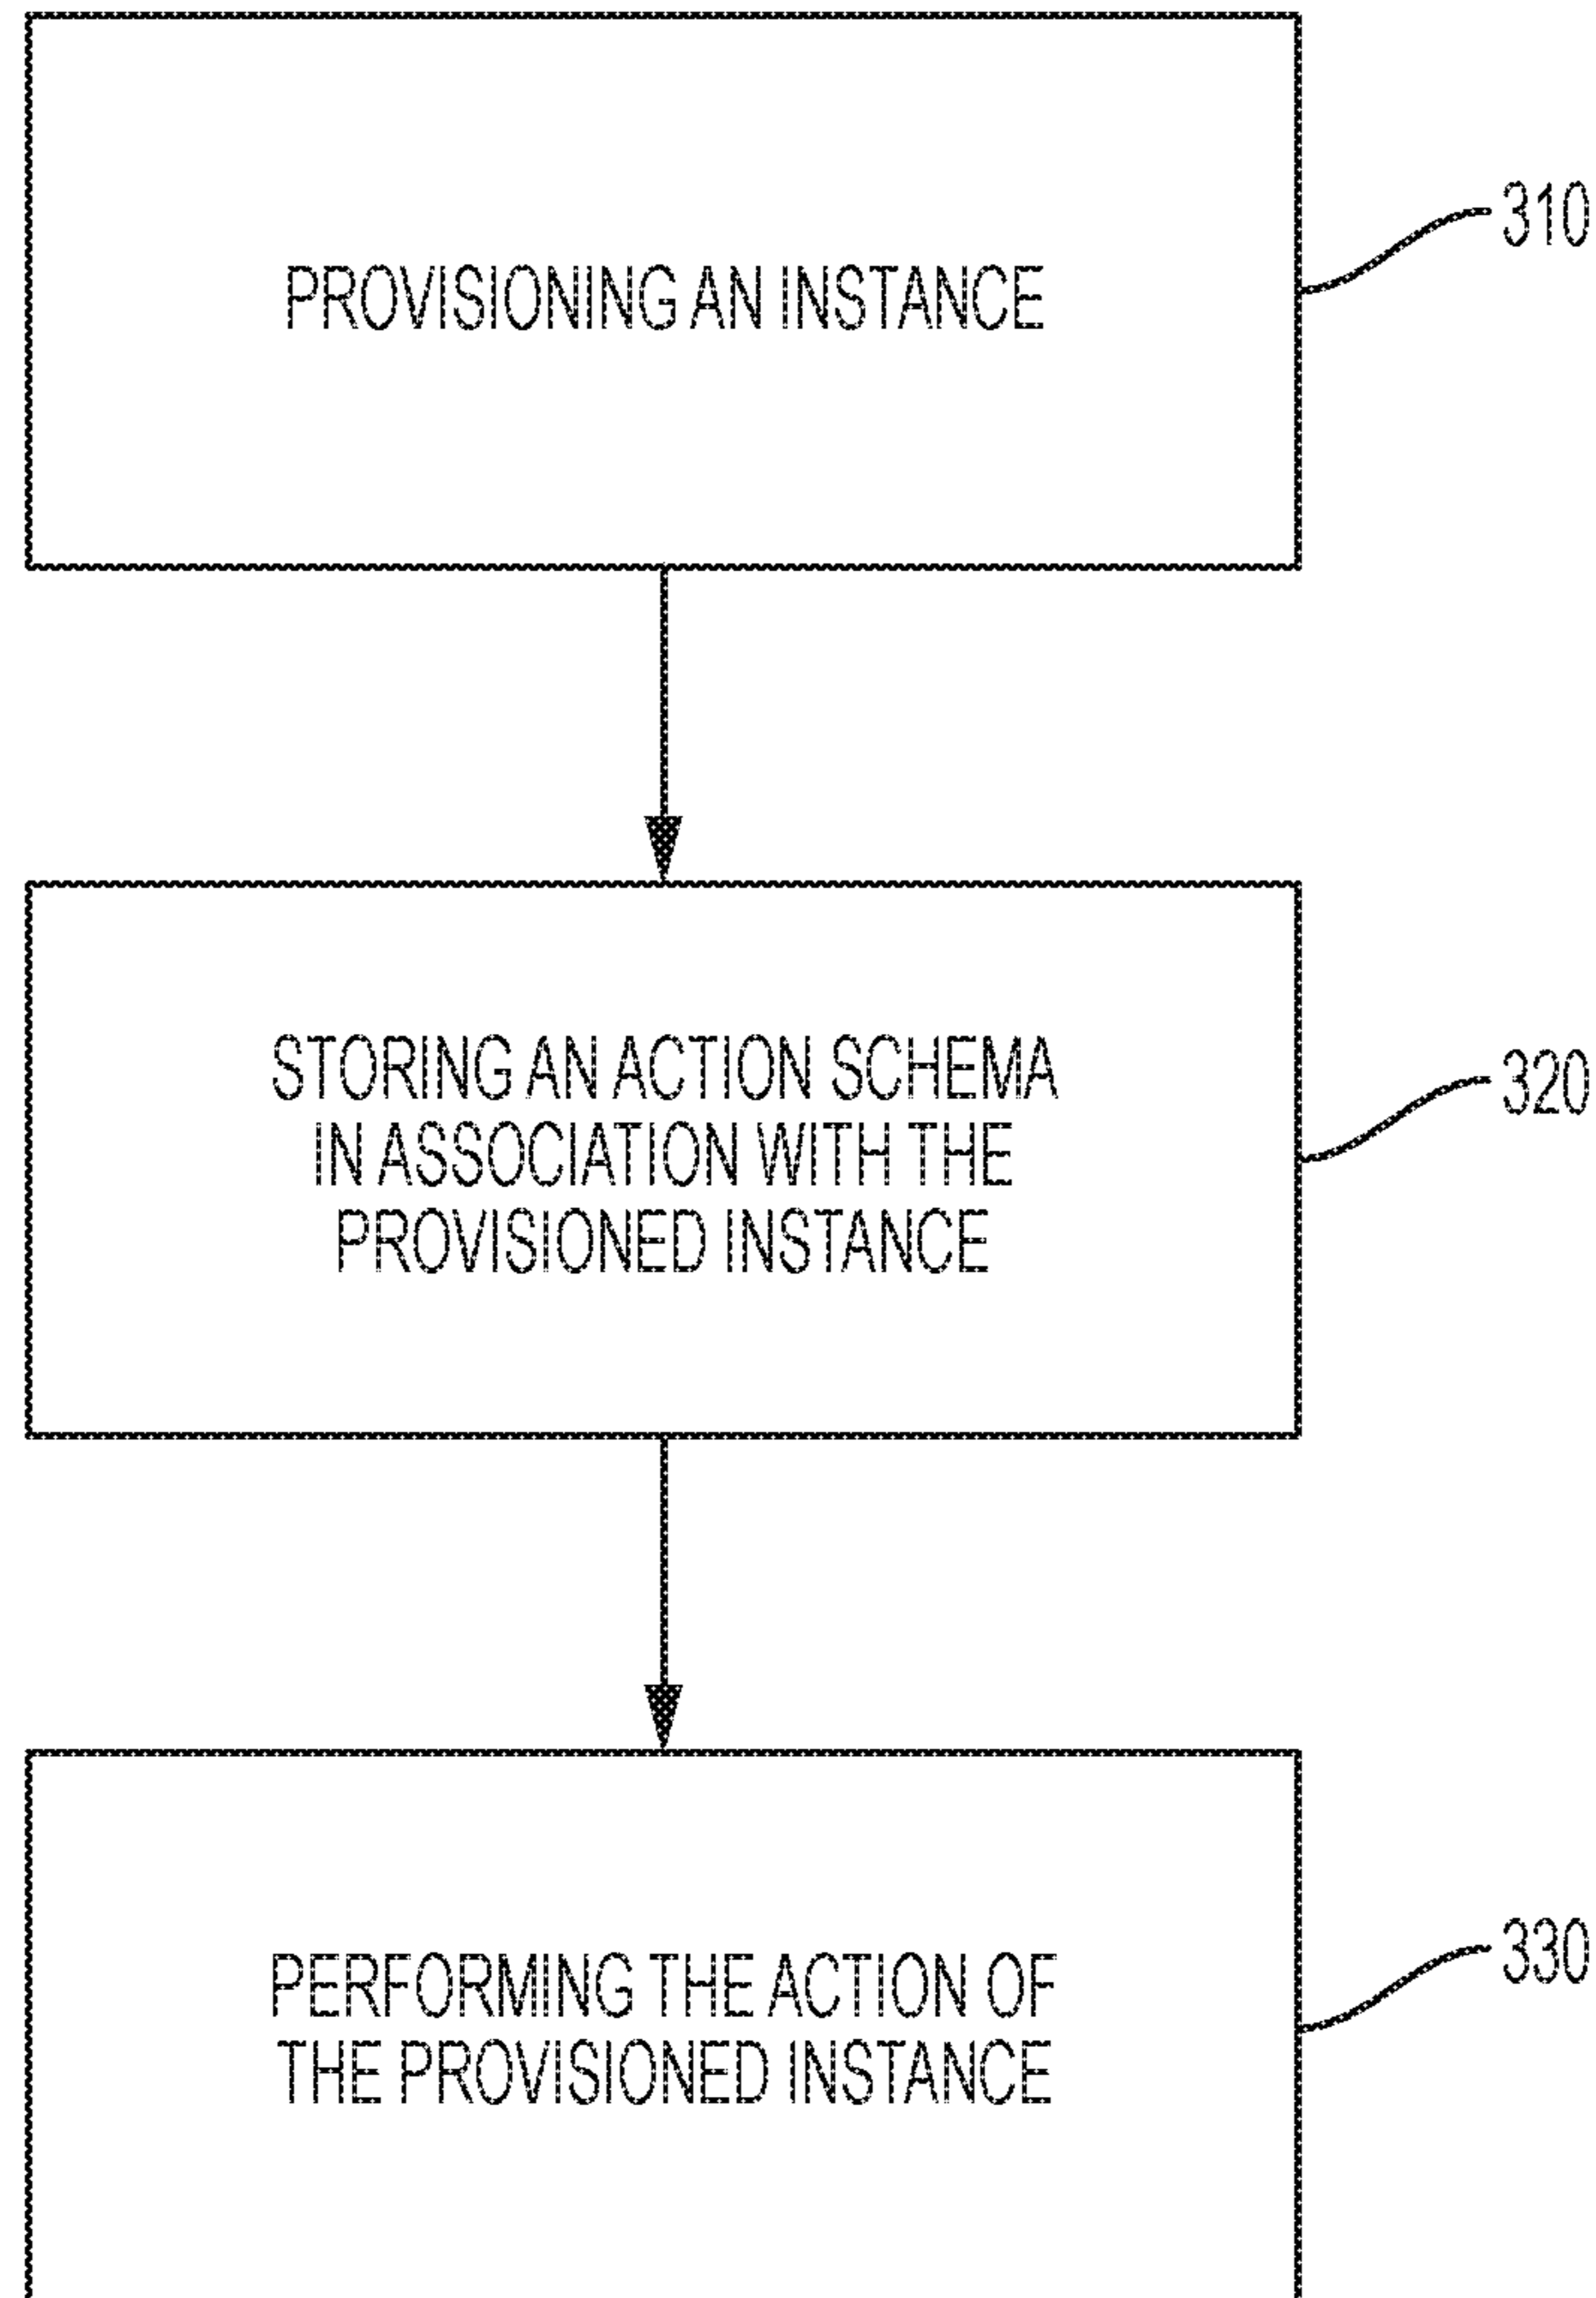 PROVISIONING AN INSTANCE
310
STORING AN ACTION SCHEMA
IN ASSOCIATION WITH THE
PROVISIONED INSTANCE
320
PERFORMING THE ACTION OF
THE PROVISIONED INSTANCE
330